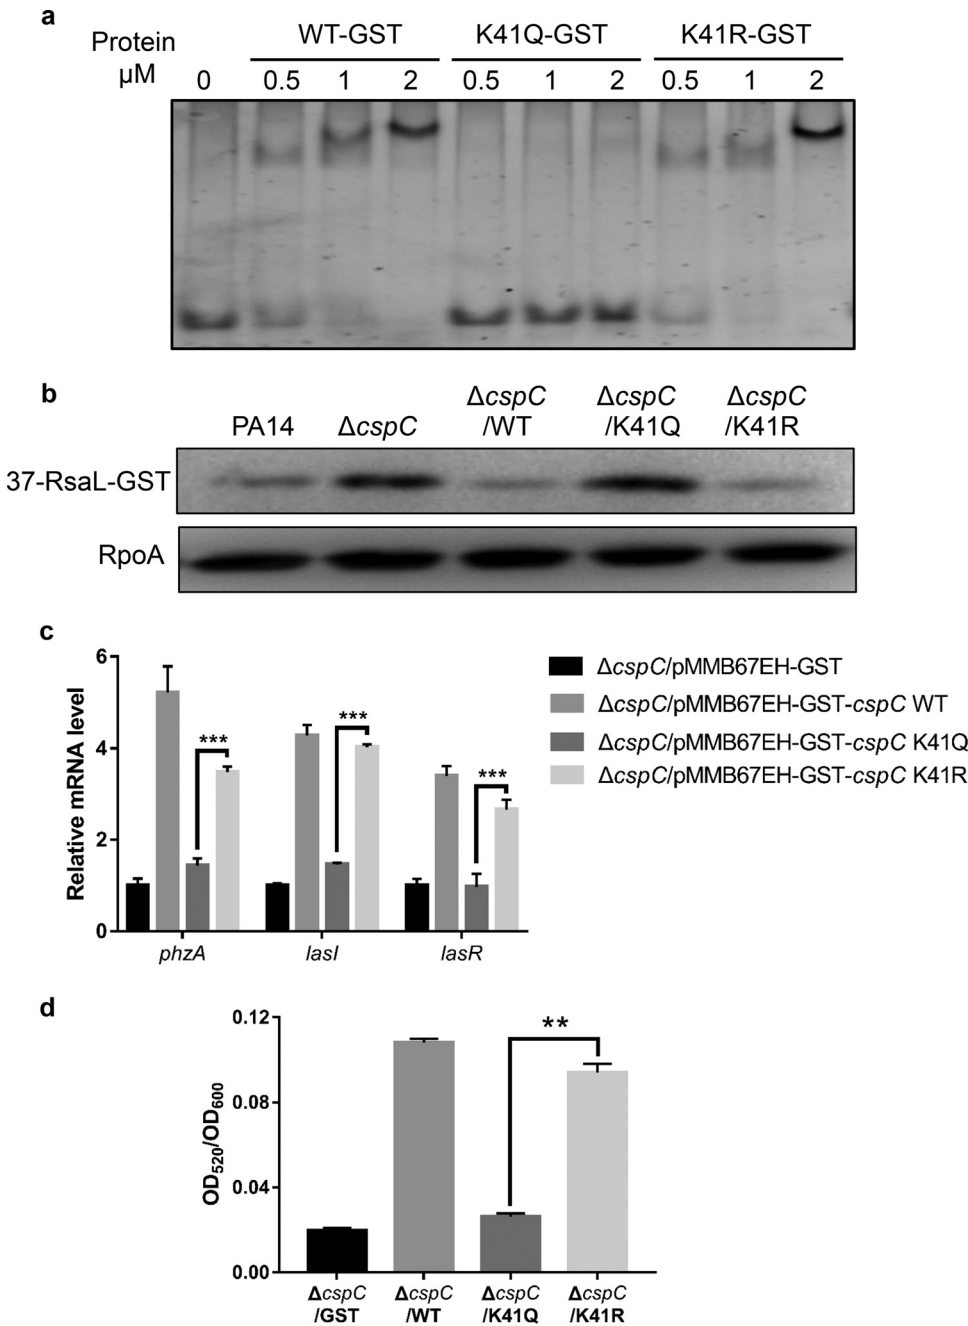 a
WT-GST K41Q-GST K41R-GST
Protein
µM 0 0.5 1 2 0.5 1 2 0.5 1 2
b
PA14 ΔcspC ΔcspC /WT ΔcspC /K41Q ΔcspC /K41R
37-RsaL-GST
RpoA
c
Relative mRNA level
6
4
2
0
*** *** ***
phzA lasI lasR
ΔcspC/pMMB67EH-GST
ΔcspC/pMMB67EH-GST-cspC WT
ΔcspC/pMMB67EH-GST-cspC K41Q
ΔcspC/pMMB67EH-GST-cspC K41R
d
OD520/OD600
0.12
0.08
0.04
0.00
**
ΔcspC ΔcspC ΔcspC ΔcspC
/GST /WT /K41Q /K41R